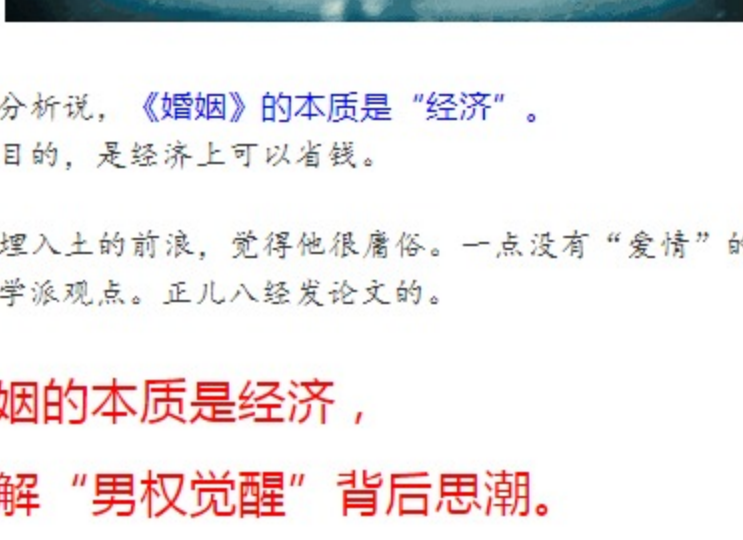 分析说，《婚姻》的本质是“经济”。
目的，是经济上可以省钱。
埋入土的前浪，觉得他很庸俗。一点没有“爱情”的
学派观点。正儿八经发论文的。
姻的本质是经济，
解“男权觉醒”背后思潮。